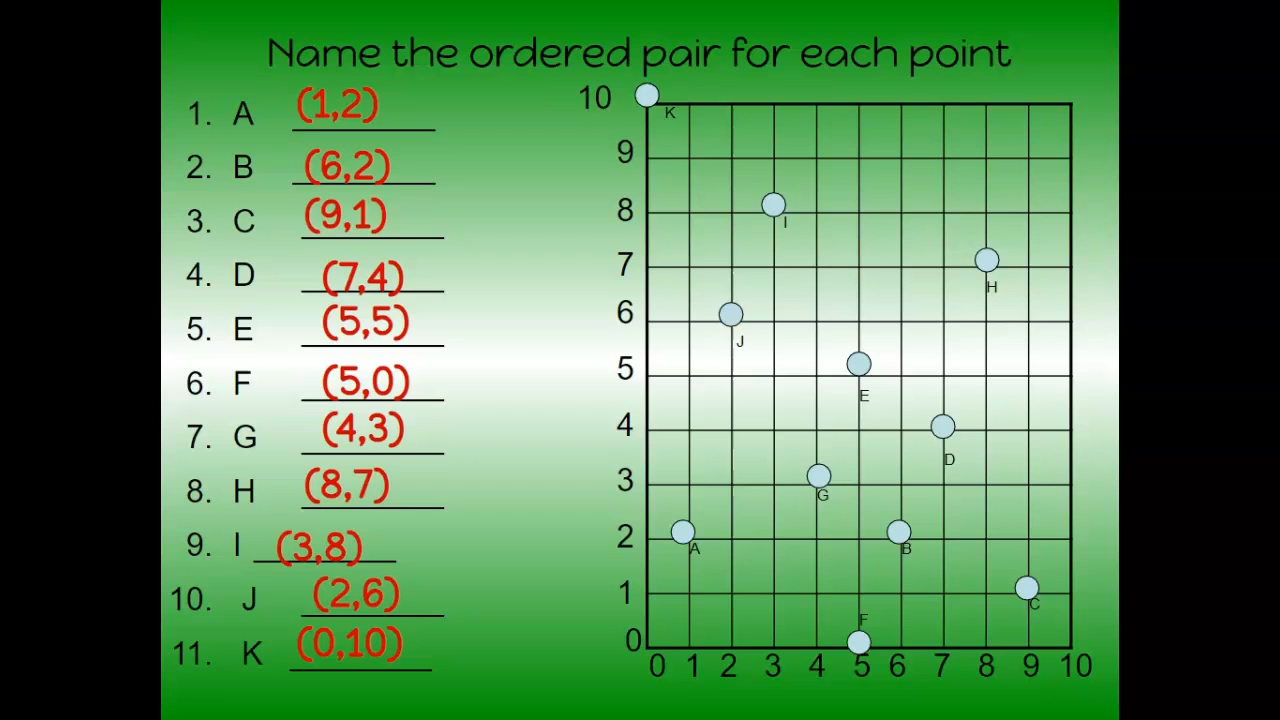 Name the ordered pair for each point
1. A (1,2)
2. B (6,2)
3. C (9,1)
4. D (7,4)
5. E (5,5)
6. F (5,0)
7. G (4,3)
8. H (8,7)
9. I (3,8)
10. J (2,6)
11. K (0,10)
10
K
9
8
I
7
H
6
J
5
E
4
D
3
G
2
A
B
1
C
F
0
0 1 2 3 4 5 6 7 8 9 10